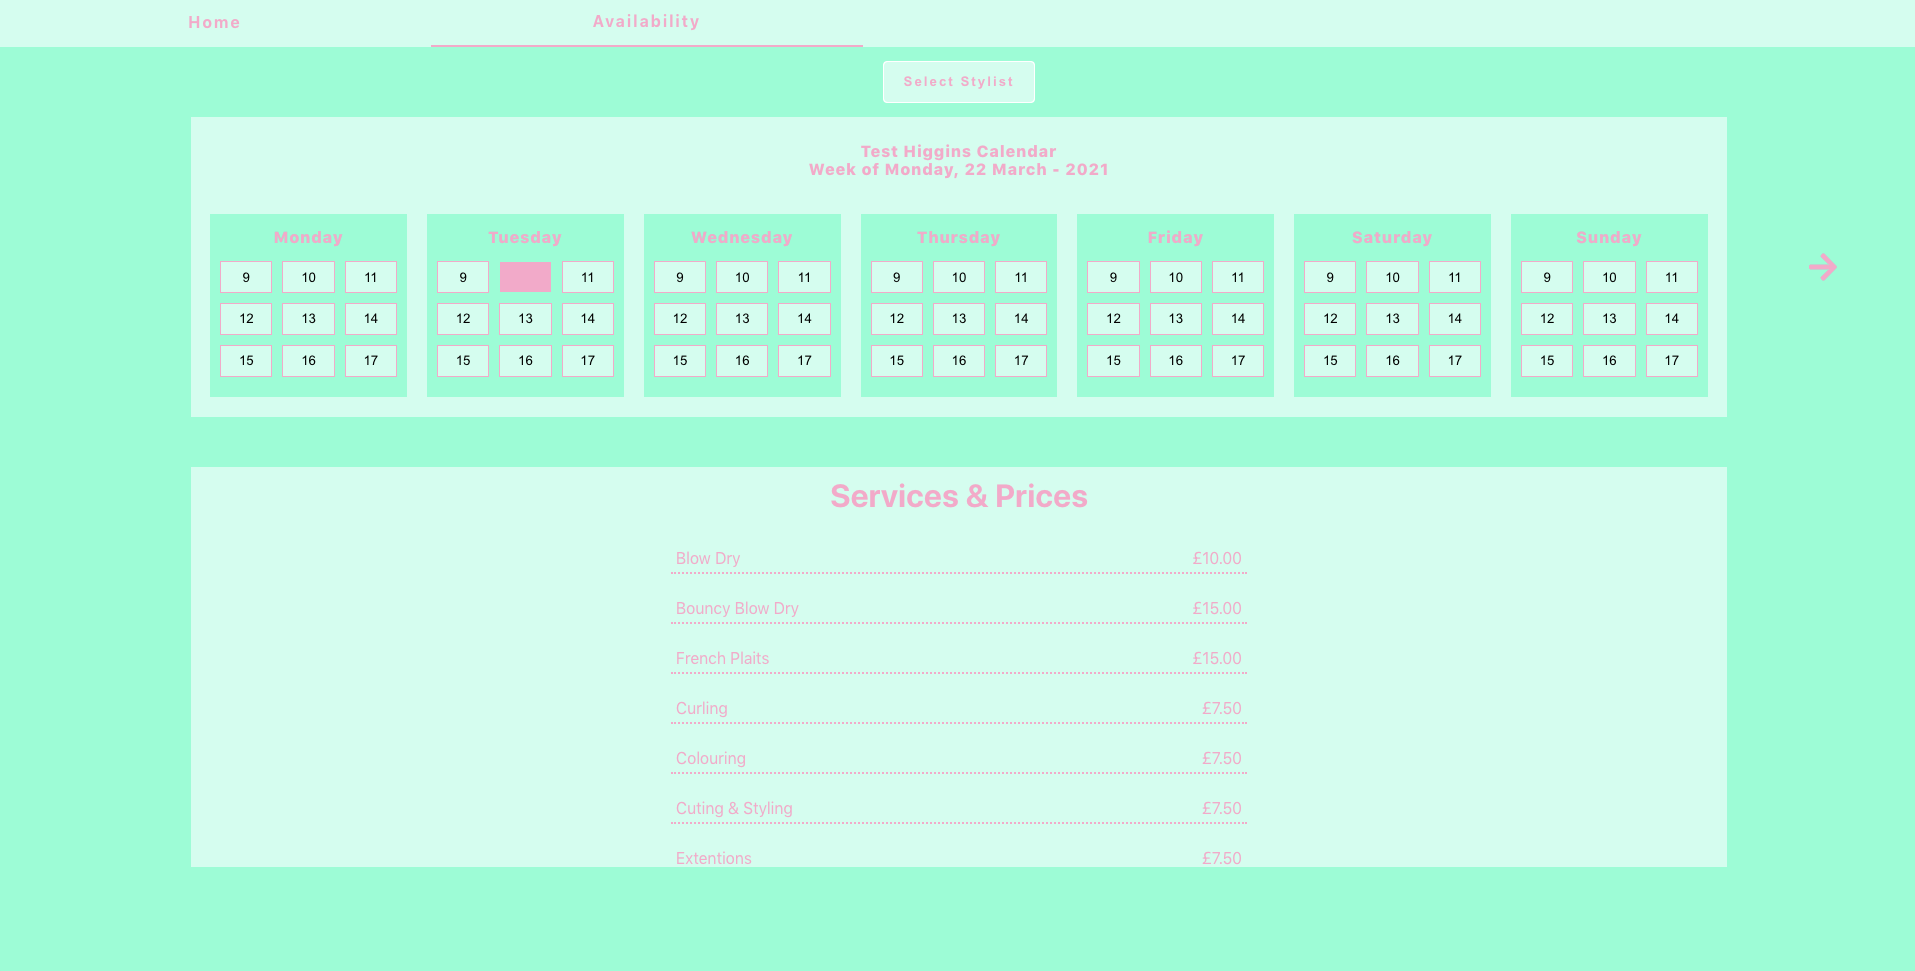 Home Availability
Select Stylist
Test Higgins Calendar
Week of Monday, 22 March - 2021
Monday Tuesday Wednesday Thursday Friday Saturday Sunday
9 10 11 9 11 9 10 11 9 10 11 9 10 11 9 10 11 9 10 11
12 13 14 12 13 14 12 13 14 12 13 14 12 13 14 12 13 14 12 13 14
15 16 17 15 16 17 15 16 17 15 16 17 15 16 17 15 16 17 15 16 17
Services & Prices
Blow Dry £10.00
Bouncy Blow Dry £15.00
French Plaits £15.00
Curling £7.50
Colouring £7.50
Cuting & Styling £7.50
Extentions £7.50